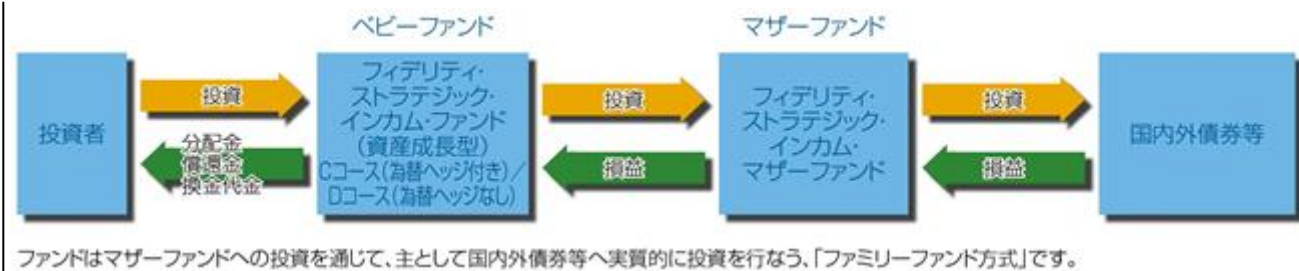 ベビーファンド
マザーファンド
投資者
投資
分配金
償還金
換金代金
フィデリティ・
ストラテジック・
インカム・ファンド
(資産成長型)
Cコース(為替ヘッジ付き)/
Dコース(為替ヘッジなし)
投資
損益
フィデリティ・
ストラテジック・
インカム・
マザーファンド
投資
損益
国内外債券等
ファンドはマザーファンドへの投資を通じて、主として国内外債券等へ実質的に投資を行なう、「ファミリーファンド方式」です。